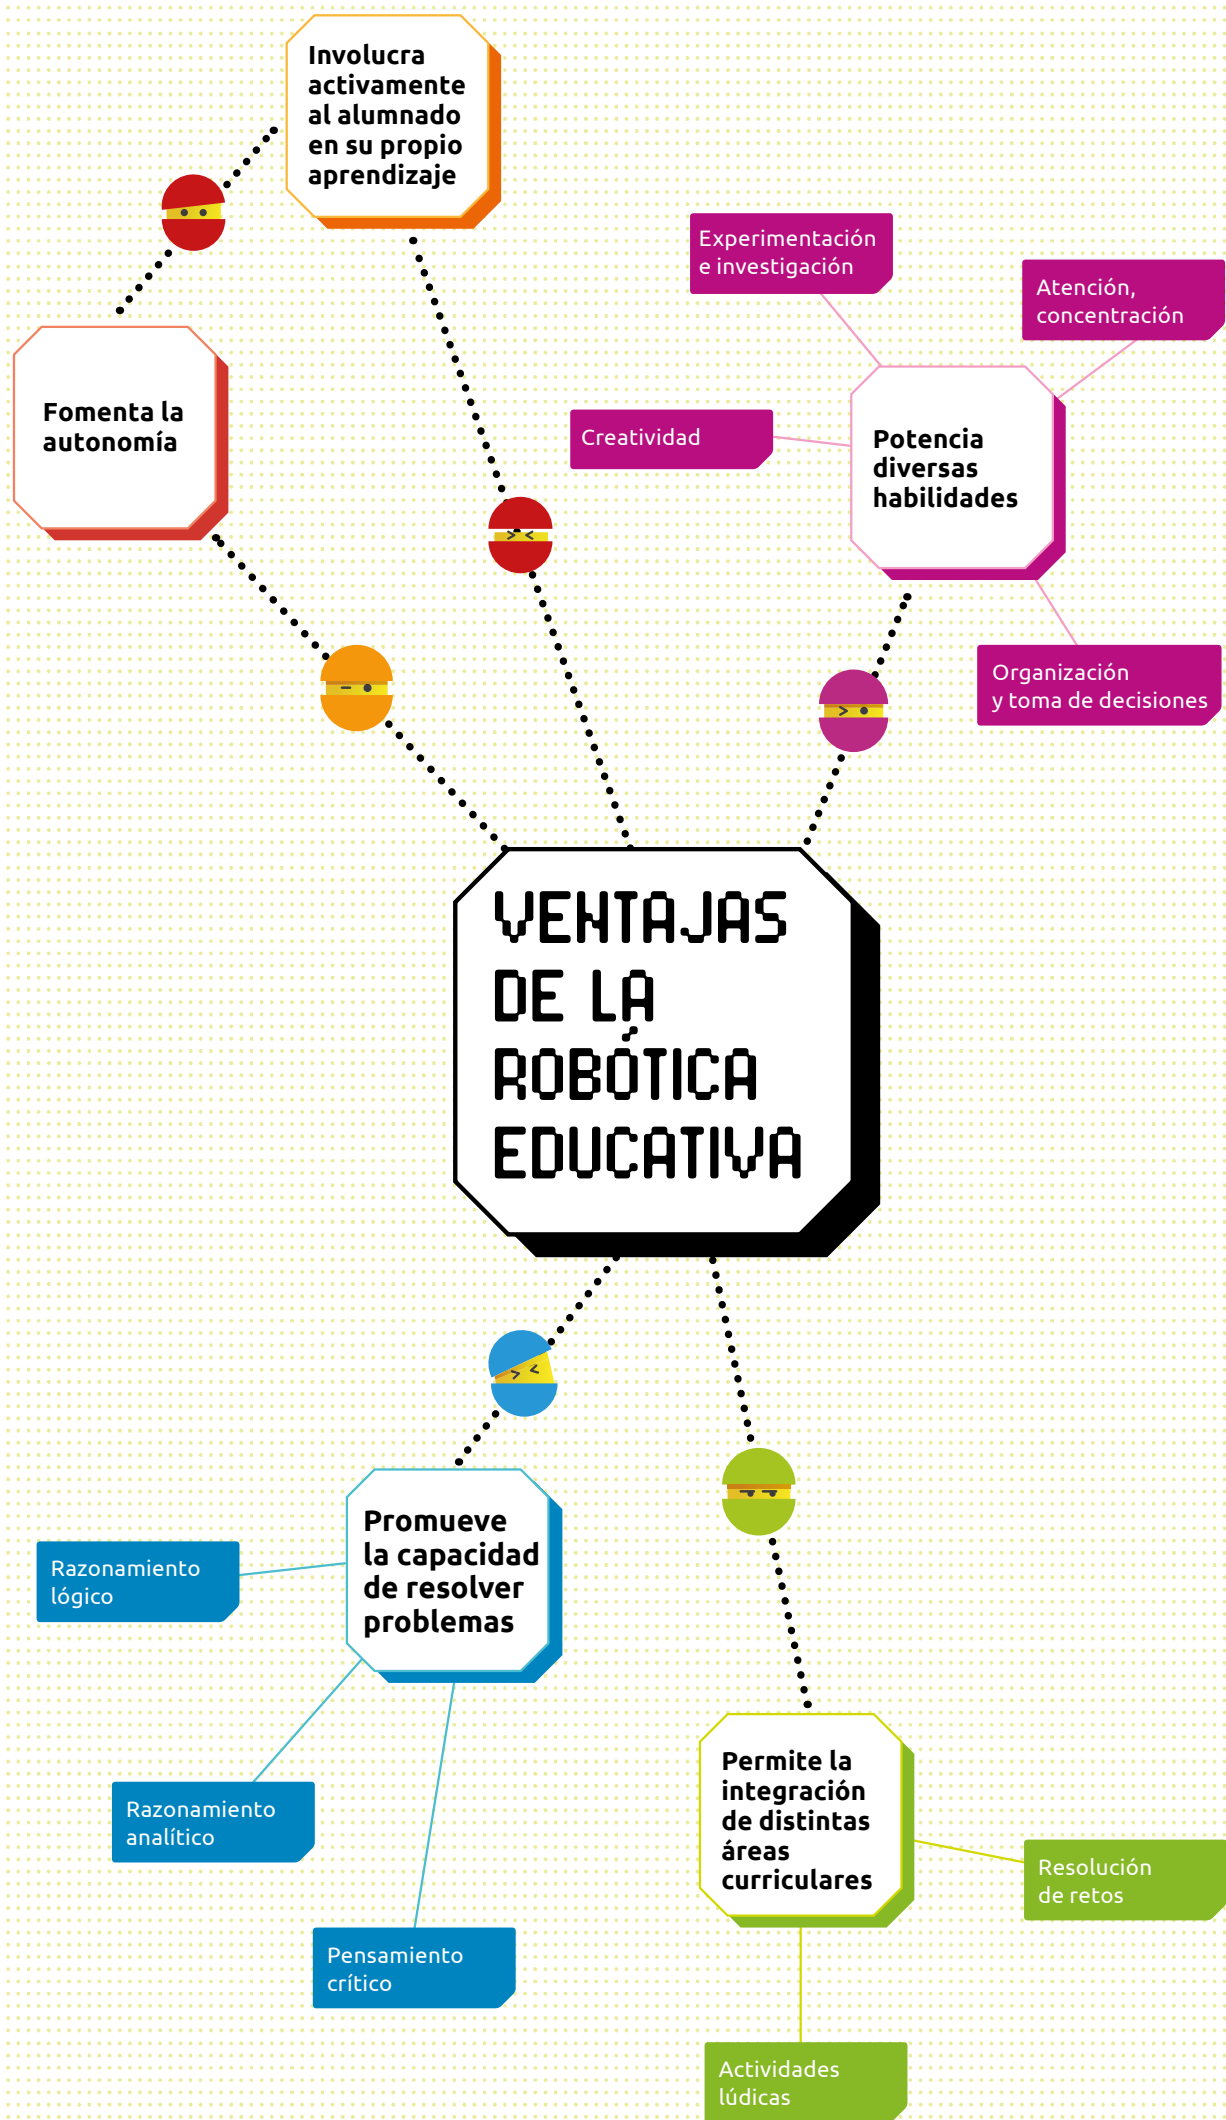 Involucra
activamente
al alumnado
en su propio
aprendizaje
Experimentación
e investigación
Atención,
concentración
Fomenta la
autonomía
Creatividad
Potencia
diversas
habilidades
Organización
y toma de decisiones
VENTAJAS
DE LA
ROBÓTICA
EDUCATIVA
Promueve
la capacidad
de resolver
problemas
Razonamiento
lógico
Razonamiento
analítico
Pensamiento
crítico
Permite la
integración
de distintas
áreas
curriculares
Resolución
de retos
Actividades
lúdicas